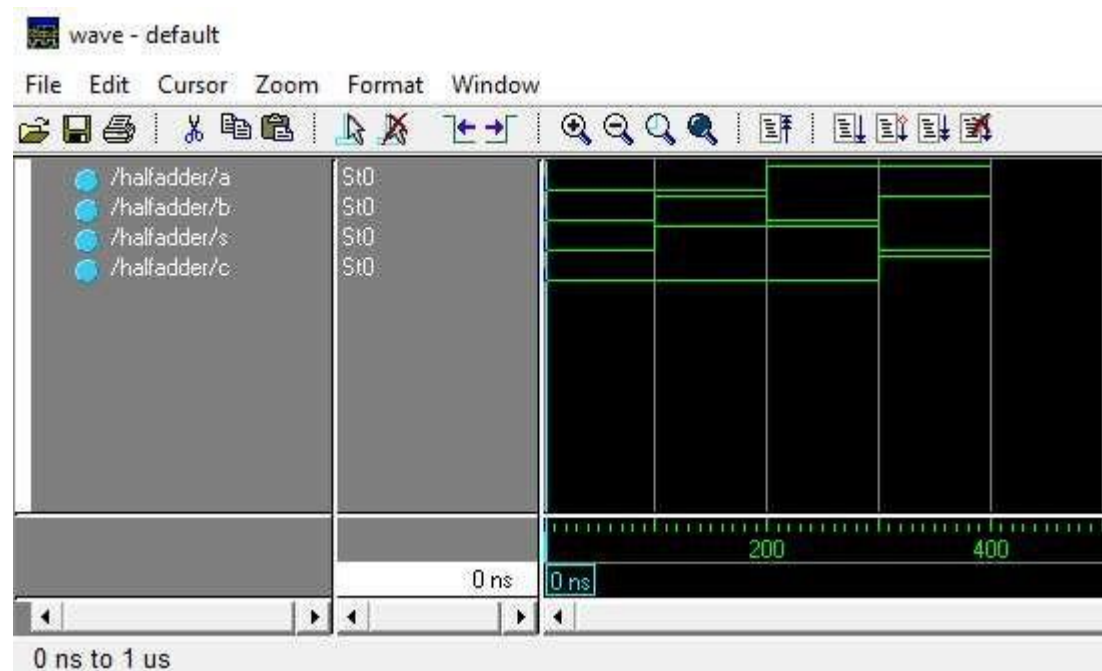 wave - default
File Edit Cursor Zoom Format Window
/halfadder/a St0
/halfadder/b St0
/halfadder/s St0
/halfadder/c St0
200 400
0 ns 0 ns
0 ns to 1 us